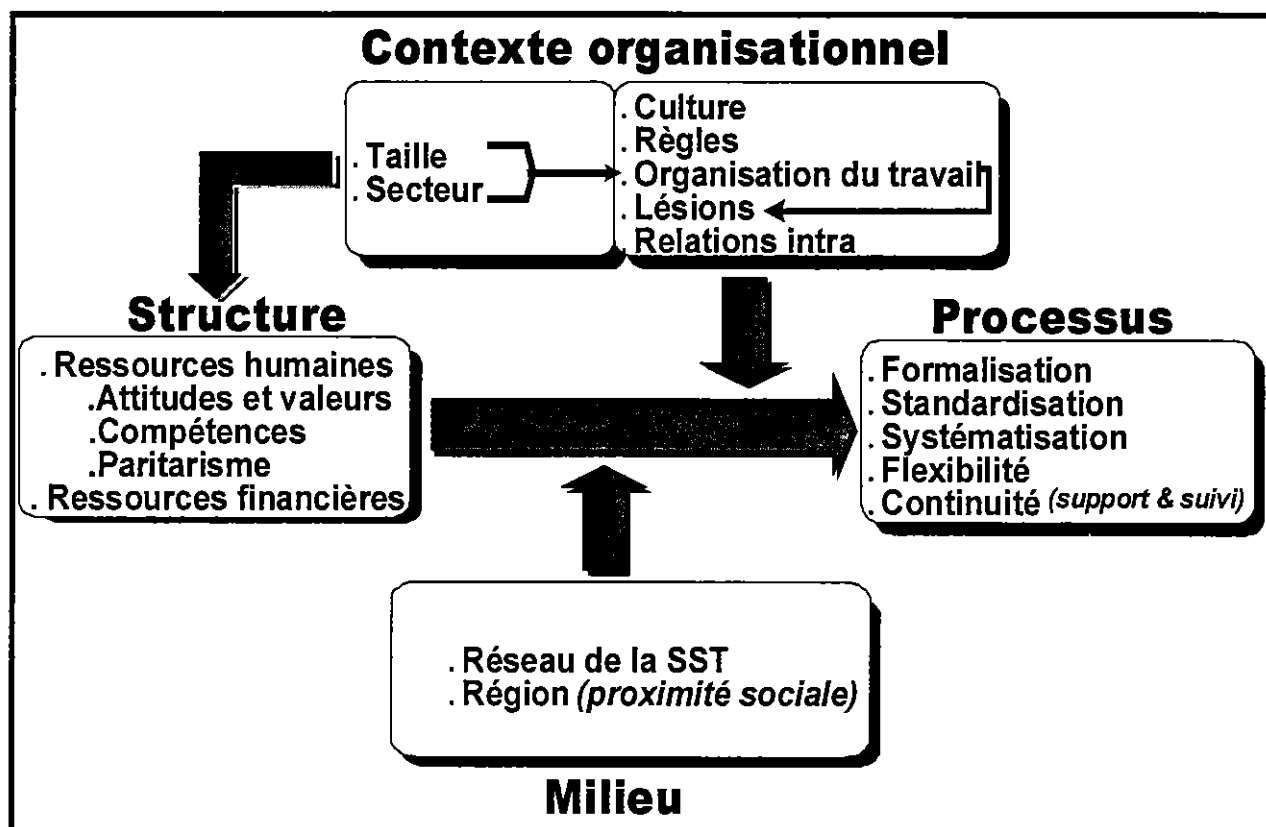 Contexte organisationnel
. Taille
. Secteur
. Culture
. Règles
. Organisation du travail
. Lésions
. Relations intra
Structure
. Ressources humaines
.Attitudes et valeurs
.Compétences
.Paritarisme
. Ressources financières
Processus
. Formalisation
. Standardisation
. Systématisation
. Flexibilité
. Continuité (support & suivi)
. Réseau de la SST
. Région (proximité sociale)
Milieu